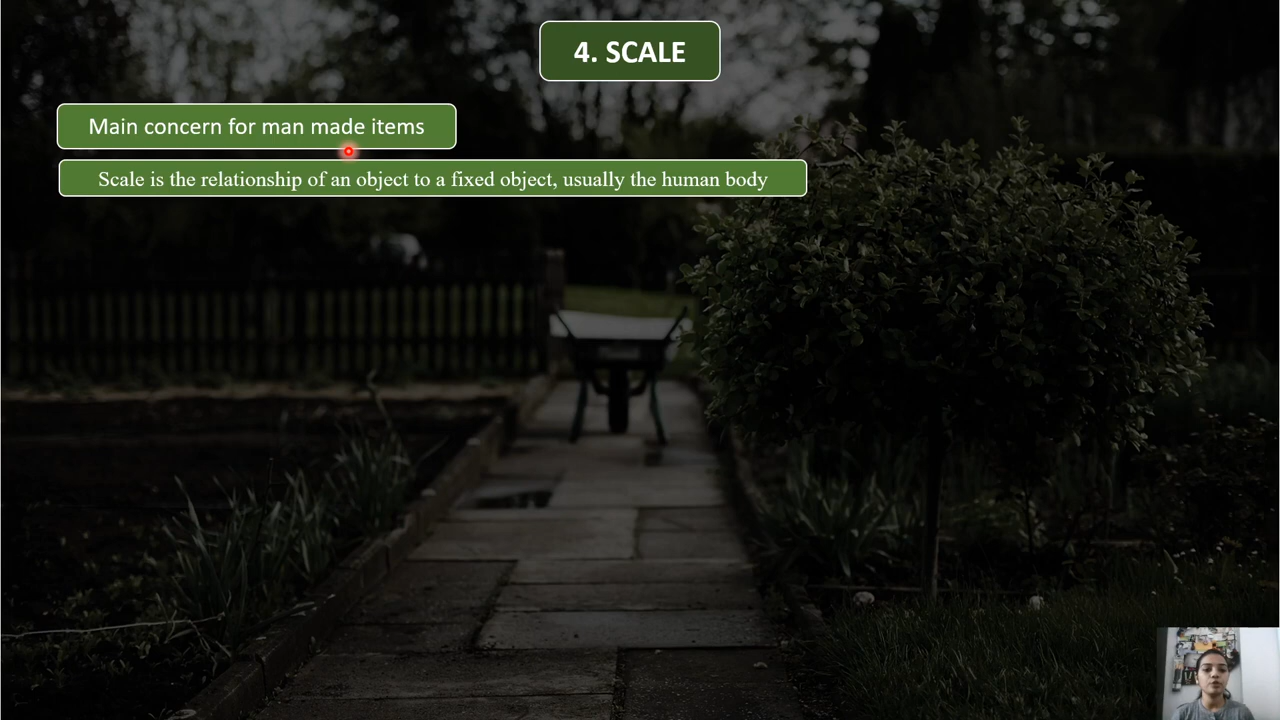 4. SCALE
Main concern for man made items
Scale is the relationship of an object to a fixed object, usually the human body